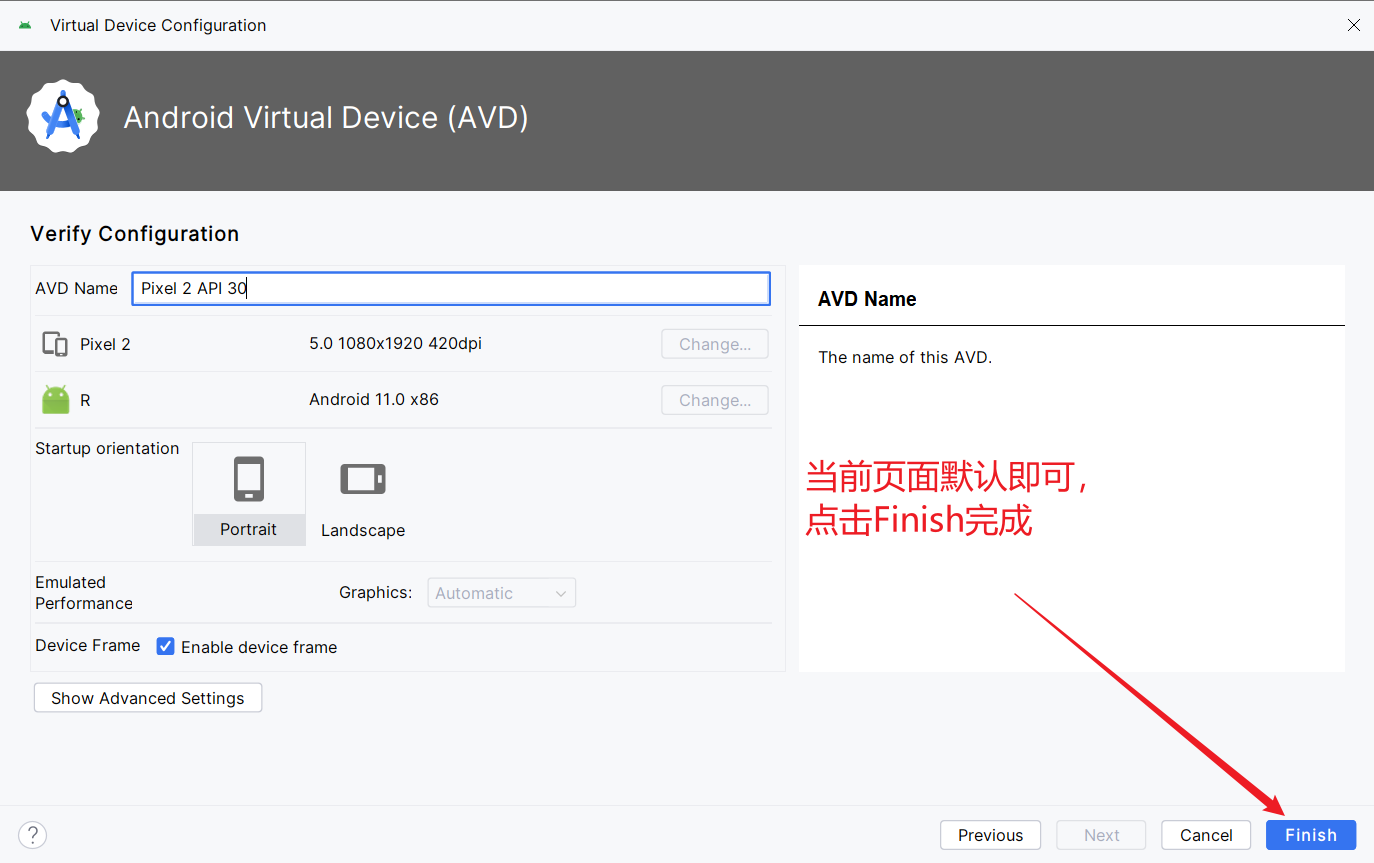 Virtual Device Configuration
Android Virtual Device (AVD)
Verify Configuration
AVD Name
Pixel 2 API 30
Pixel 2
5.0 1080x1920 420dpi
Change...
R
Android 11.0 x86
Change...
Startup orientation
Portrait
Landscape
Emulated
Performance
Graphics:
Automatic
Device Frame
Enable device frame
Show Advanced Settings
AVD Name
The name of this AVD.
当前页面默认即可，
点击Finish完成
?
Previous
Next
Cancel
Finish